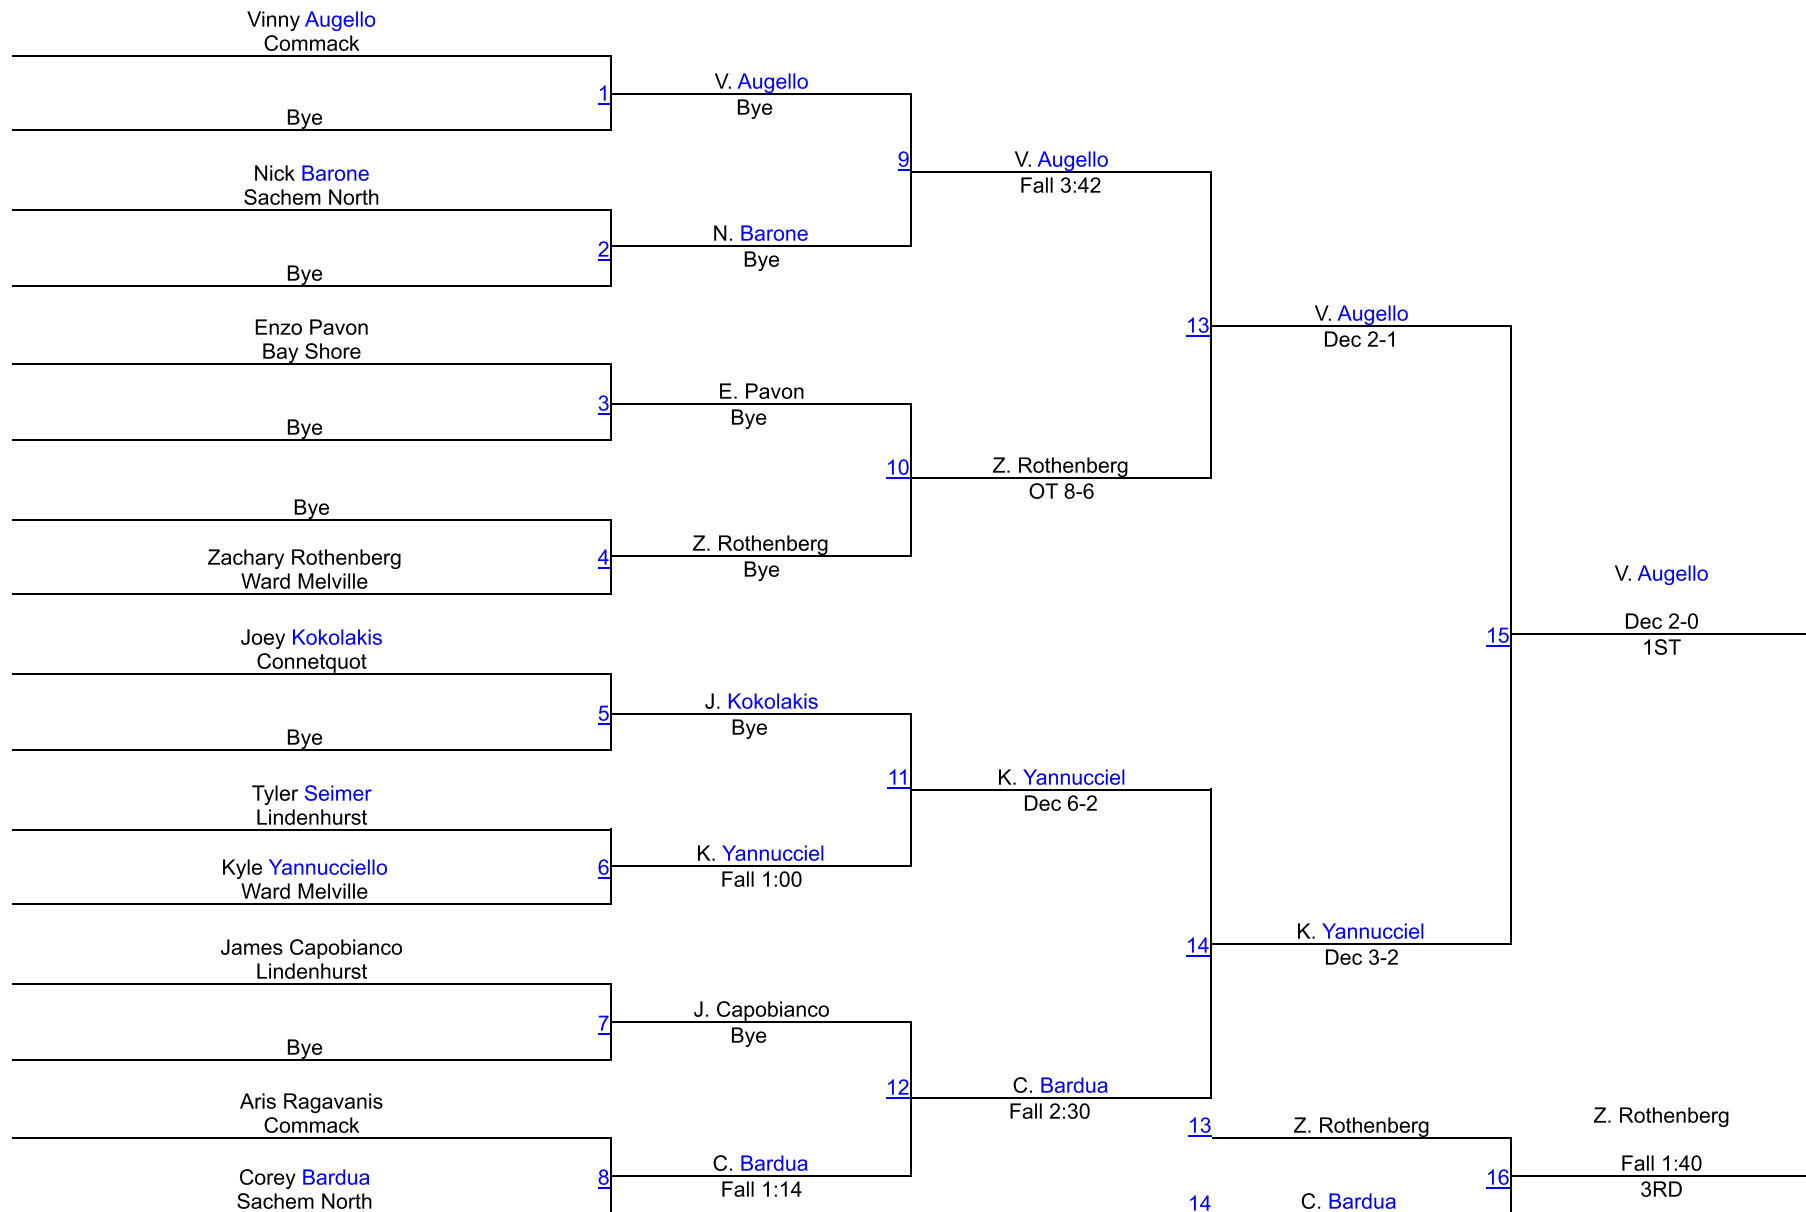 Vinny Augello
Commack
1
Bye
V. Augello
Bye
Nick Barone
Sachem North
2
Bye
N. Barone
Bye
9
V. Augello
Fall 3:42
Enzo Pavon
Bay Shore
3
Bye
E. Pavon
Bye
Bye
4
Zachary Rothenberg
Ward Melville
Z. Rothenberg
Bye
10
Z. Rothenberg
OT 8-6
13
V. Augello
Dec 2-1
Joey Kokolakis
Connetquot
5
Bye
J. Kokolakis
Bye
Tyler Seimer
Lindenhurst
6
Kyle Yannucciello
Ward Melville
K. Yannucciel
Fall 1:00
11
K. Yannucciel
Dec 6-2
James Capobianco
Lindenhurst
7
Bye
J. Capobianco
Bye
Aris Ragavanis
Commack
8
Corey Bardua
Sachem North
C. Bardua
Fall 1:14
12
C. Bardua
Fall 2:30
14
K. Yannucciel
Dec 3-2
15
V. Augello
Dec 2-0
1ST
13
Z. Rothenberg
14
C. Bardua
16
Z. Rothenberg
Fall 1:40
3RD